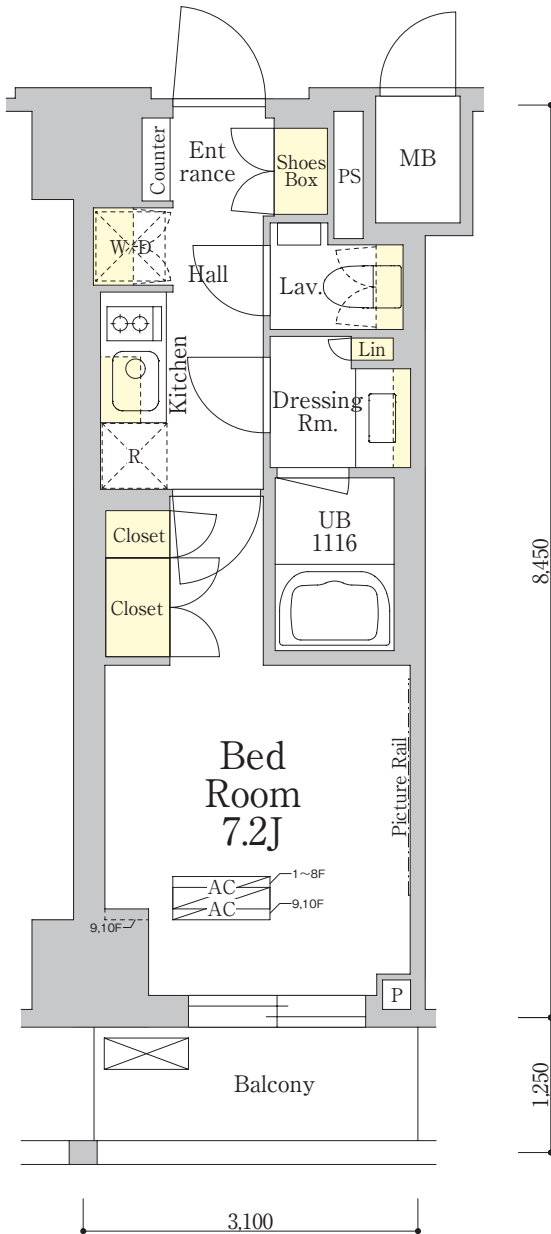 Counter
Ent
rance
Shoes
Box
PS
MB
W·D
Hall
Lav.
Kitchen
Lin
Dressing
Rm.
R
UB
1116
Closet
Closet
8,450
Bed
Room
7.2J
Picture Rail
AC
1~8F
AC
9,10F
9,10F
P
Balcony
1,250
3,100